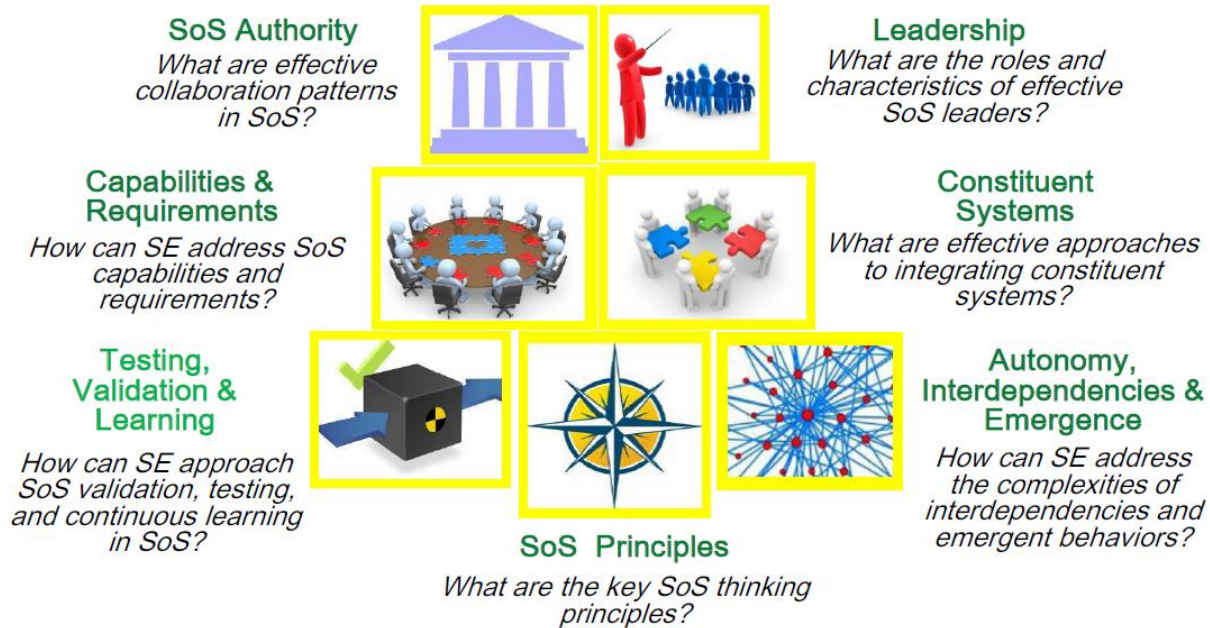 SoS Authority
What are effective
collaboration patterns
in SoS?
Leadership
What are the roles and
characteristics of effective
SoS leaders?
Capabilities &
Requirements
How can SE address SoS
capabilities and
requirements?
Constituent
Systems
What are effective approaches
to integrating constituent
systems?
Testing,
Validation &
Learning
How can SE approach
SoS validation, testing,
and continuous learning
in SoS?
SoS Principles
What are the key SoS thinking
principles?
Autonomy,
Interdependencies &
Emergence
How can SE address
the complexities of
interdependencies and
emergent behaviors?